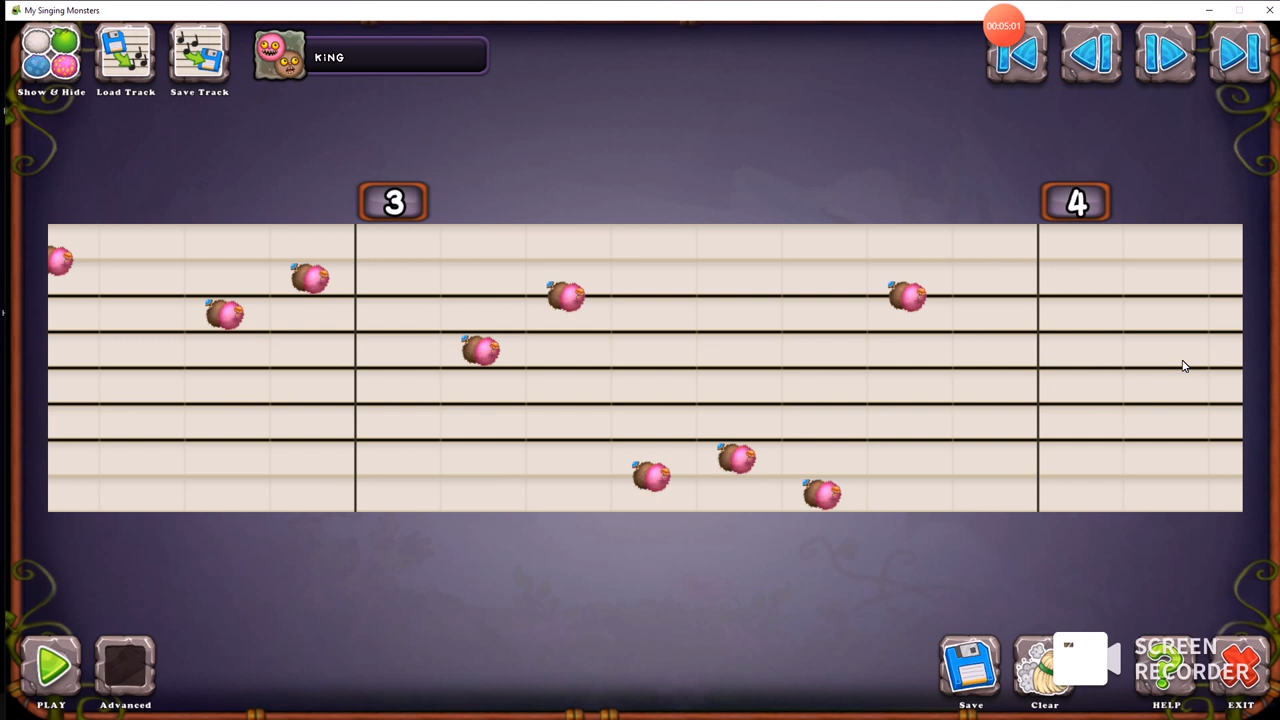 My Singing Monsters
00:05:01
KiNG
Show & Hide
Load Track
Save Track
3
4
PLAY
Advanced
Save
Clear
HELP
EXIT
SCREEN
RECORDER